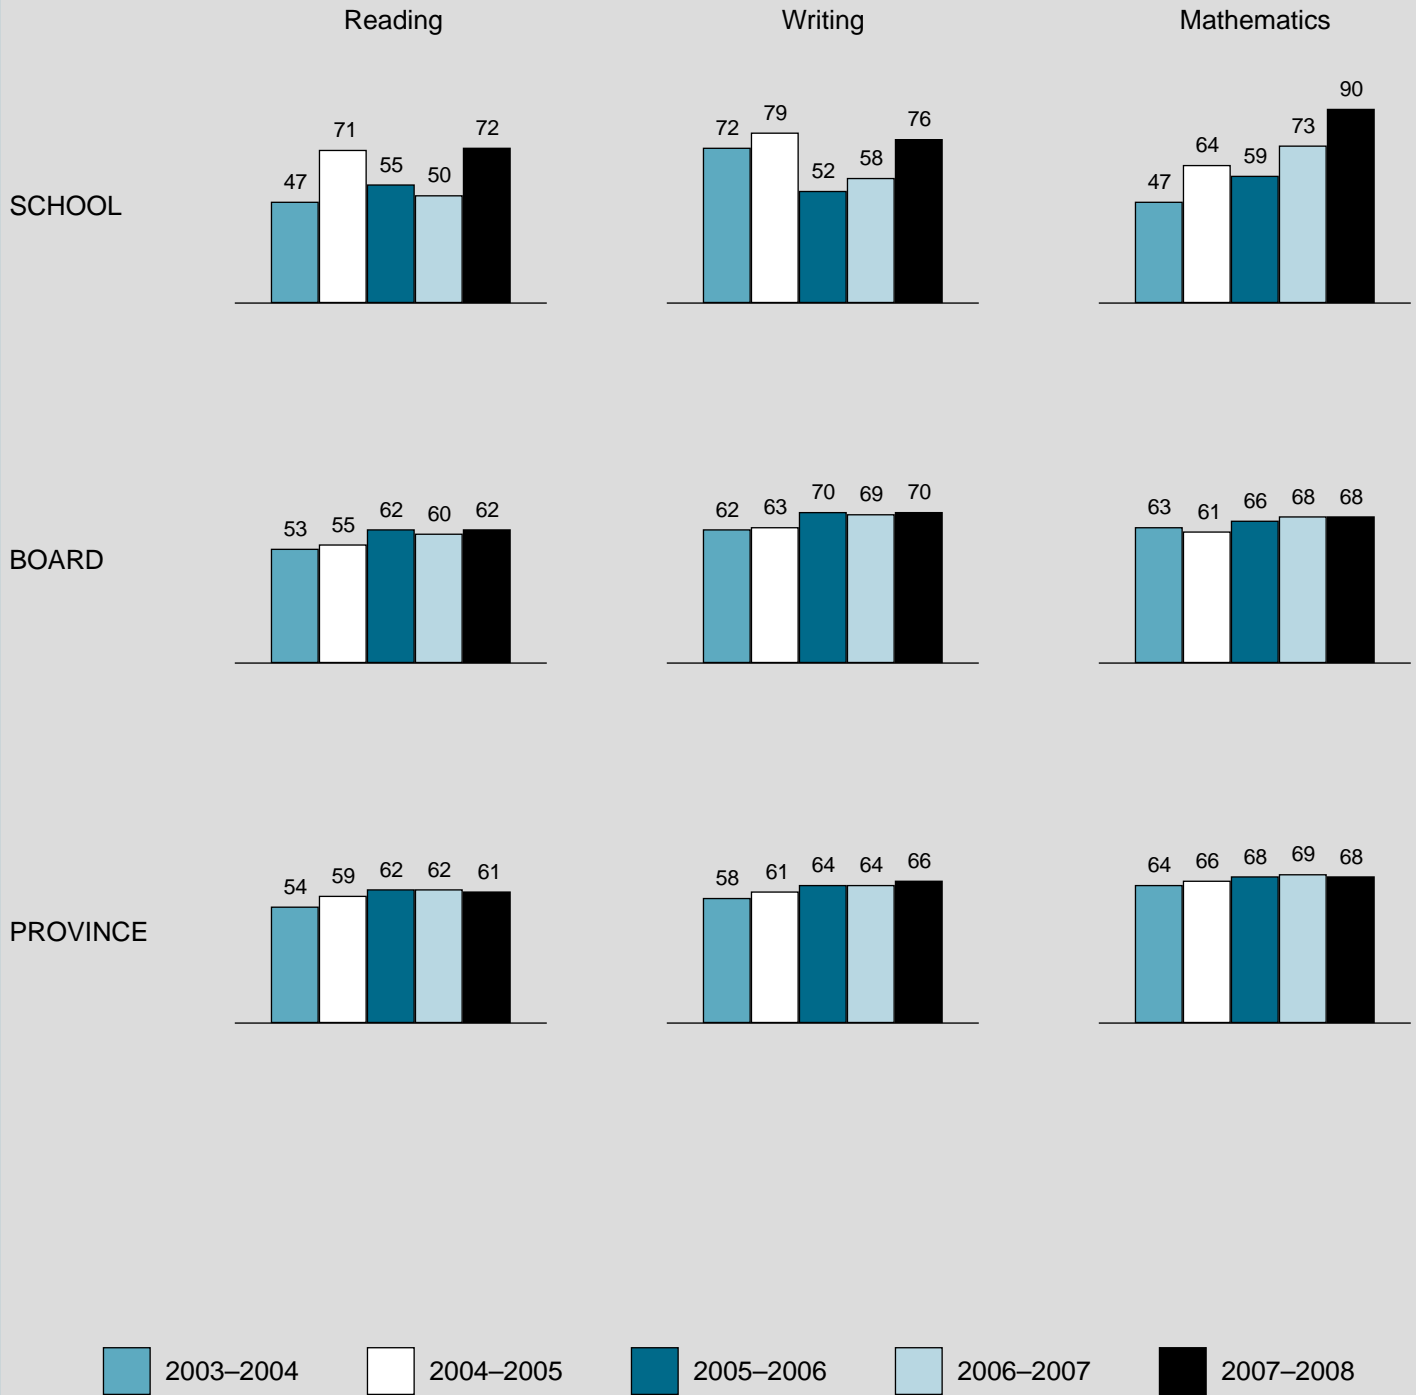 Reading Writing Mathematics
SCHOOL
47 71 55 50 72
72 79 52 58 76
47 64 59 73 90
BOARD
53 55 62 60 62
62 63 70 69 70
63 61 66 68 68
PROVINCE
54 59 62 62 61
58 61 64 64 66
64 66 68 69 68
2003–2004 2004–2005 2005–2006 2006–2007 2007–2008